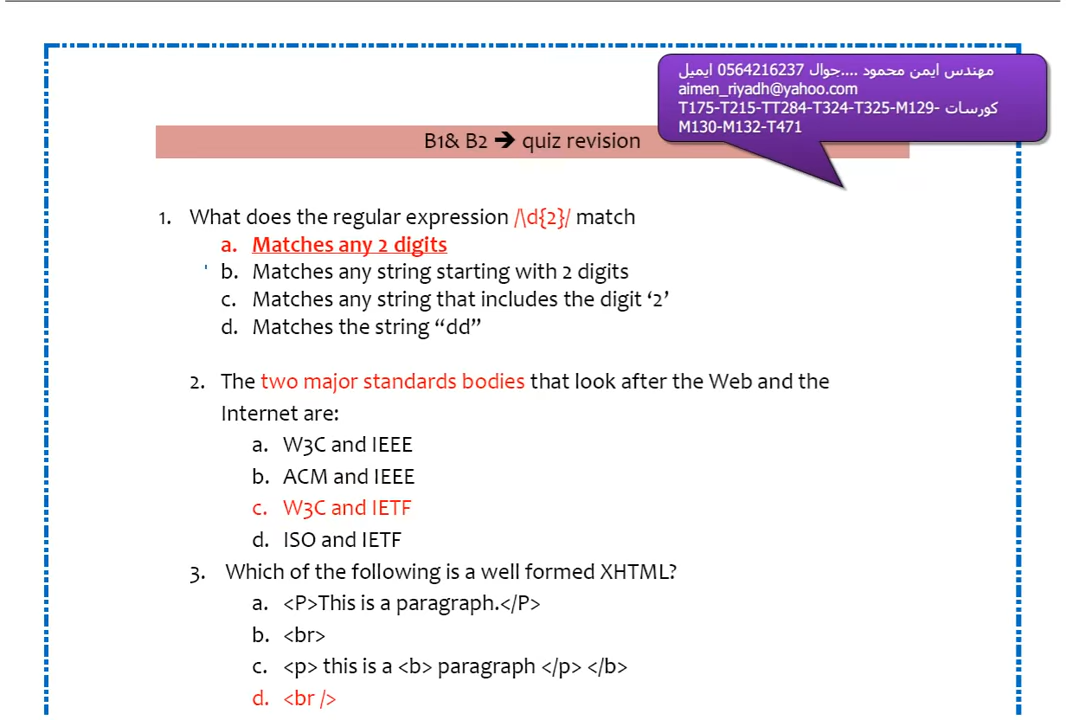 مهندس ايمن محمود ....جوال 0564216237 ايميل
aimen_riyadh@yahoo.com
كورسات T175-T215-TT284-T324-T325-M129-
M130-M132-T471
B1& B2 ➔ quiz revision
1. What does the regular expression /\d{2}/ match
a. Matches any 2 digits
b. Matches any string starting with 2 digits
c. Matches any string that includes the digit ‘2’
d. Matches the string “dd”
2. The two major standards bodies that look after the Web and the
Internet are:
a. W3C and IEEE
b. ACM and IEEE
c. W3C and IETF
d. ISO and IETF
3. Which of the following is a well formed XHTML?
a. <P>This is a paragraph.</P>
b. <br>
c. <p> this is a <b> paragraph </p> </b>
d. <br />